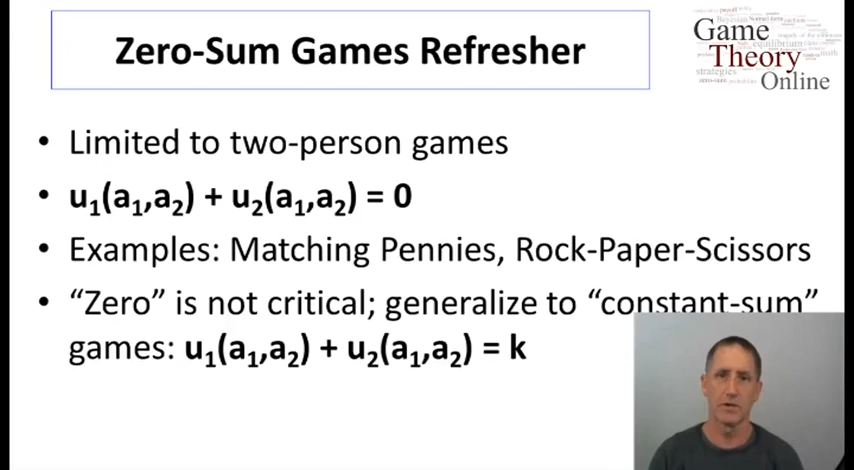 Zero-Sum Games Refresher
Game
Theory
Online
• Limited to two-person games
• u₁(a₁,a₂) + u₂(a₁,a₂) = 0
• Examples: Matching Pennies, Rock-Paper-Scissors
• “Zero” is not critical; generalize to “constant-sum”
games: u₁(a₁,a₂) + u₂(a₁,a₂) = k